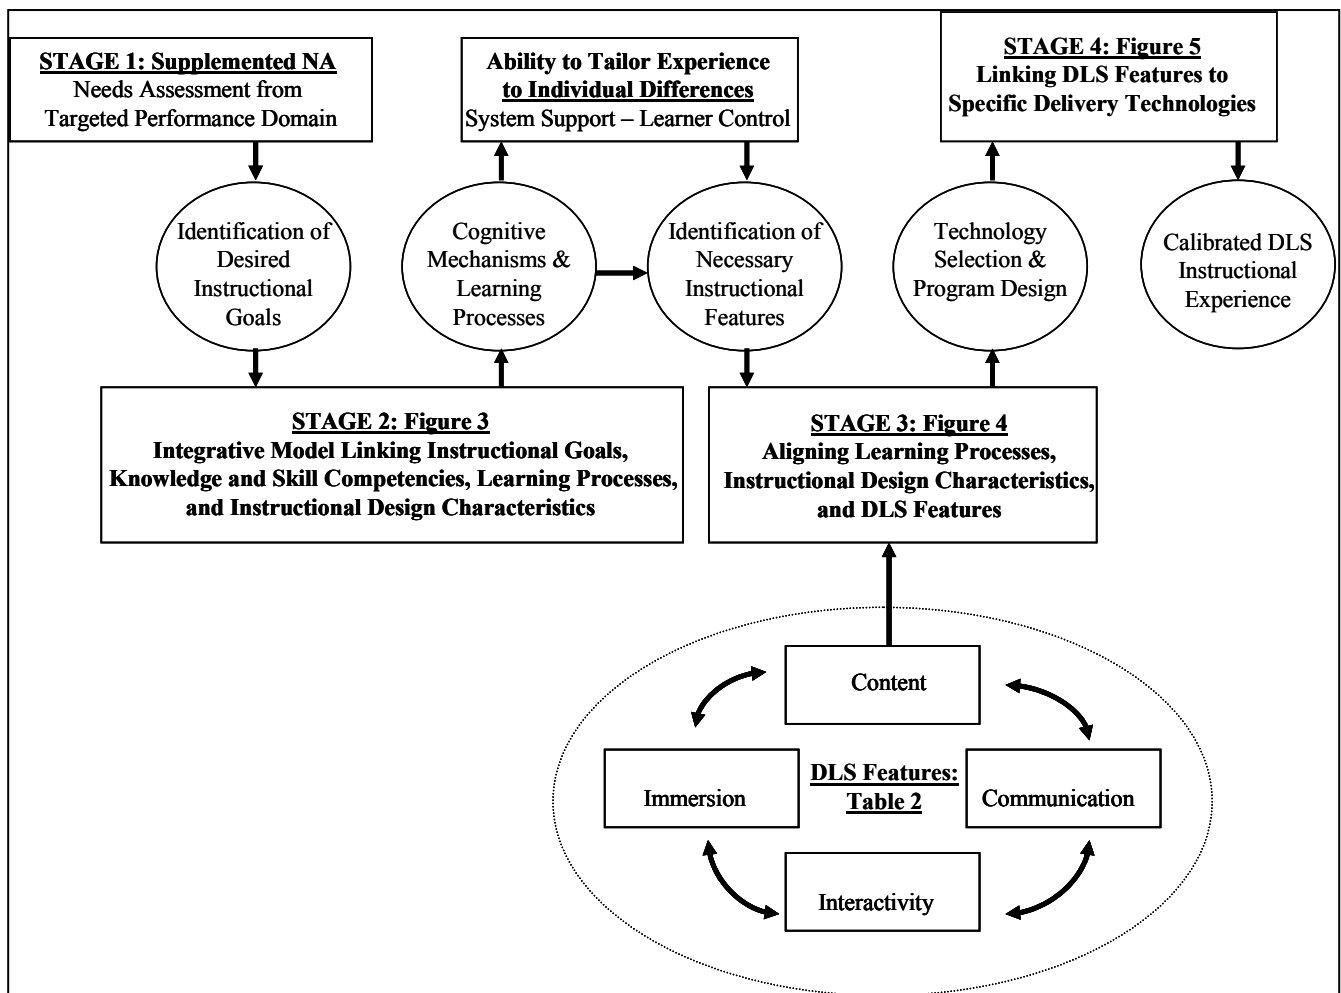 STAGE 1: Supplemented NA
Needs Assessment from
Targeted Performance Domain
Ability to Tailor Experience
to Individual Differences
System Support – Learner Control
STAGE 4: Figure 5
Linking DLS Features to
Specific Delivery Technologies
Identification of
Desired
Instructional
Goals
Cognitive
Mechanisms &
Learning
Processes
Identification of
Necessary
Instructional
Features
Technology
Selection &
Program Design
Calibrated DLS
Instructional
Experience
STAGE 2: Figure 3
Integrative Model Linking Instructional Goals,
Knowledge and Skill Competencies, Learning Processes,
and Instructional Design Characteristics
STAGE 3: Figure 4
Aligning Learning Processes,
Instructional Design Characteristics,
and DLS Features
Content
Immersion
DLS Features:
Table 2
Communication
Interactivity